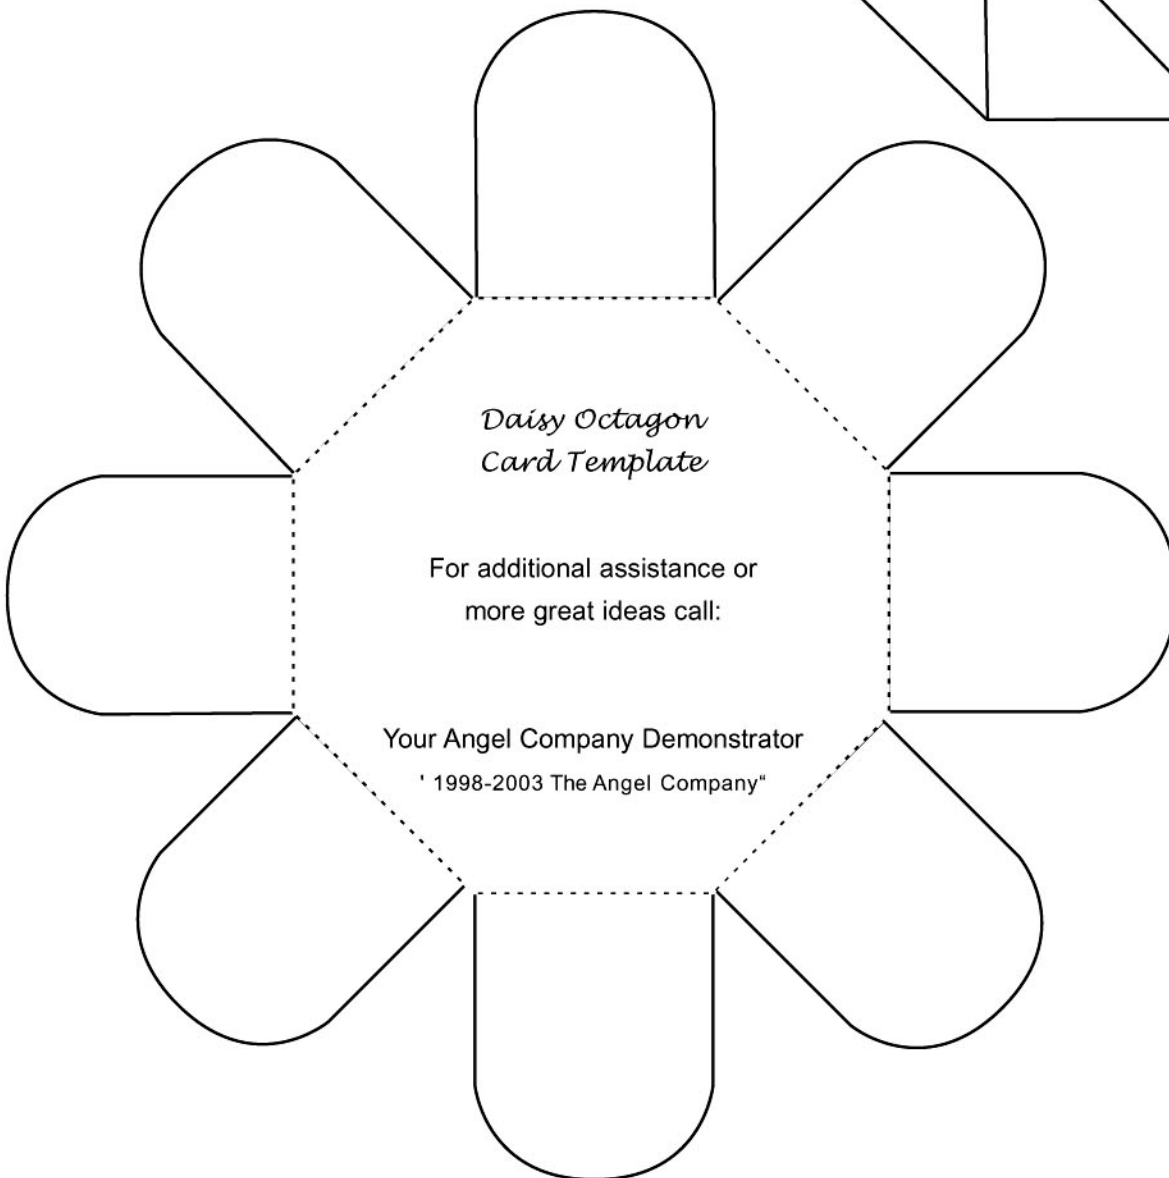 Daisy Octagon
Card Template
For additional assistance or
more great ideas call:
Your Angel Company Demonstrator
' 1998-2003 The Angel Company“